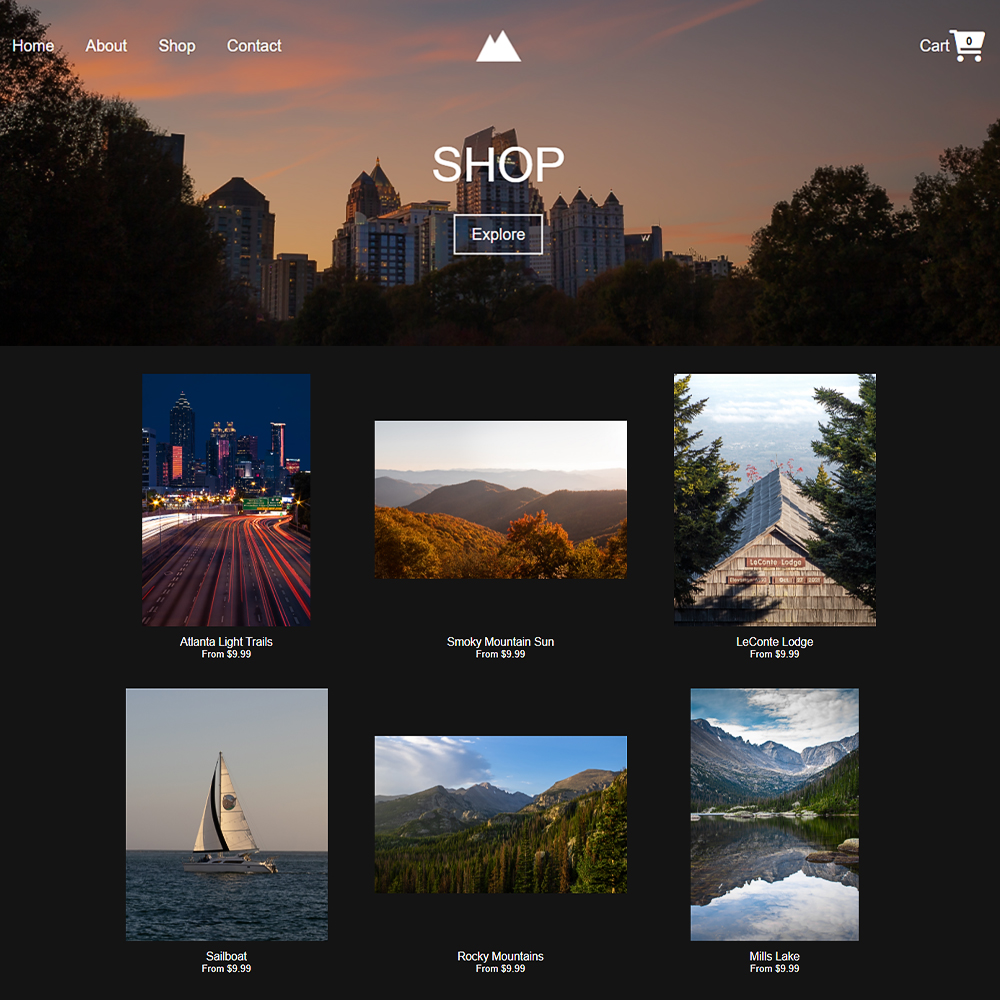 Home About Shop Contact
Cart 0
SHOP
Explore
LeConte Lodge
Atlanta Light Trails
From $9.99
Smoky Mountain Sun
From $9.99
LeConte Lodge
From $9.99
Sailboat
From $9.99
Rocky Mountains
From $9.99
Mills Lake
From $9.99